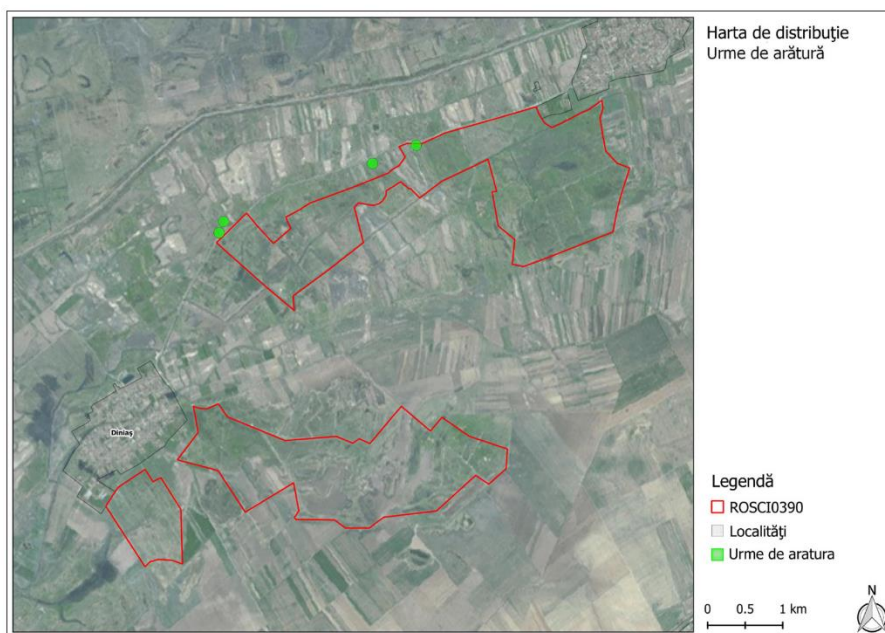 Harta de distribuţie
Urme de arătură
Diniaş
Legendă
ROSCI0390
Localităţi
Urme de aratura
N
0 0.5 1 km